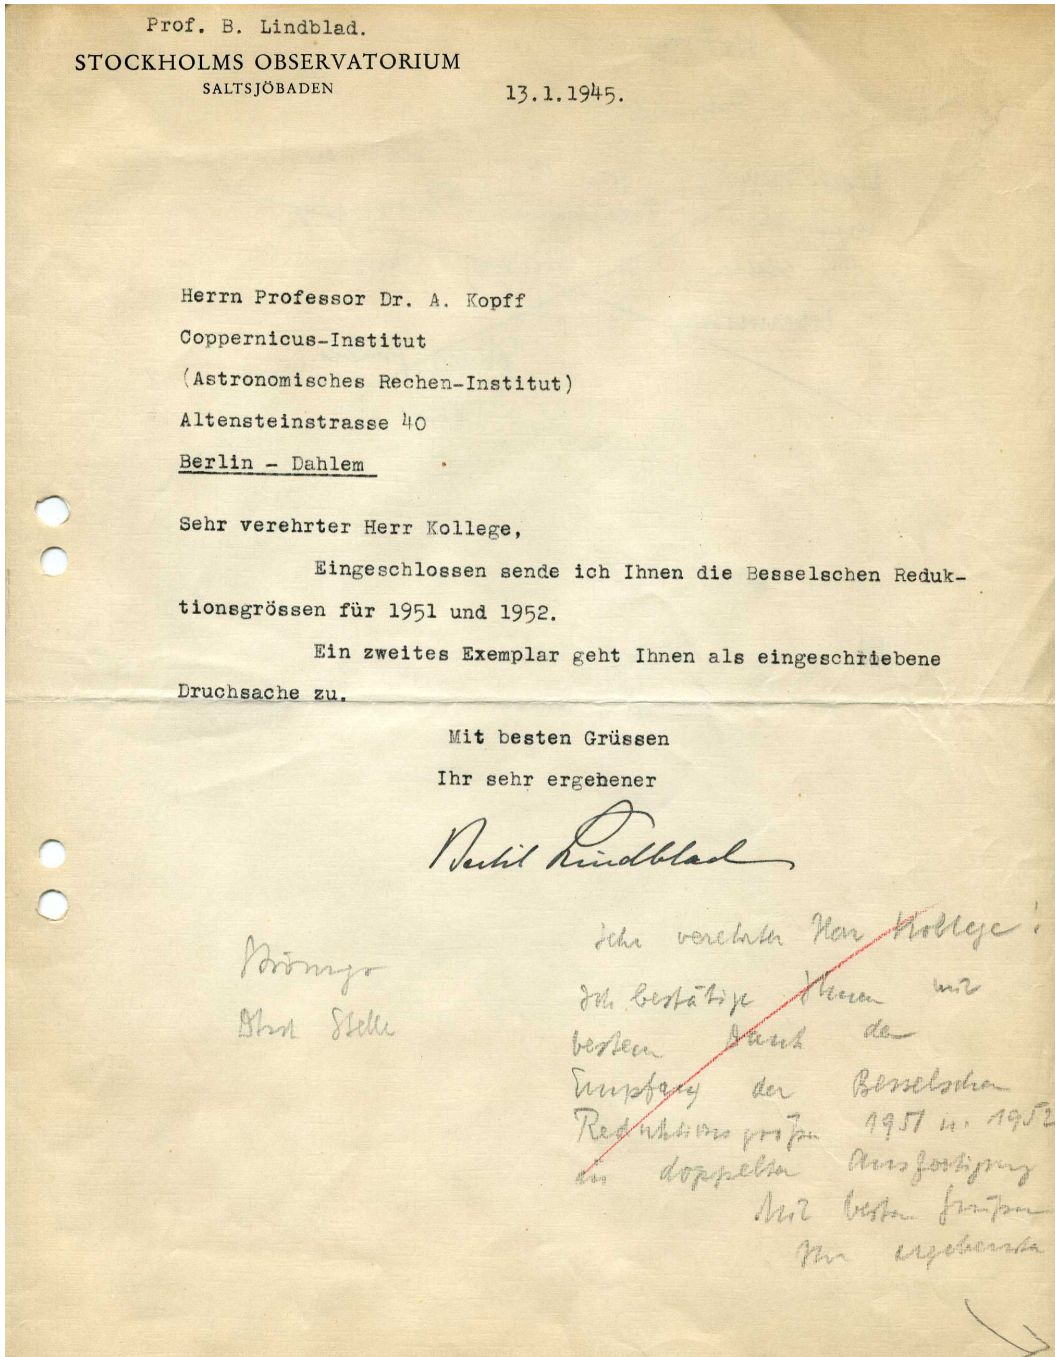 Prof. B. Lindblad.
STOCKHOLMS OBSERVATORIUM
SALTSJÖBADEN
13.1.1945.
Herrn Professor Dr. A. Kopff
Coppernicus-Institut
(Astronomisches Rechen-Institut)
Altensteinstrasse 40
Berlin - Dahlem
Sehr verehrter Herr Kollege,
Eingeschlossen sende ich Ihnen die Besselschen Reduk-
tionsgrössen für 1951 und 1952.
Ein zweites Exemplar geht Ihnen als eingeschriebene
Druchsache zu.
Mit besten Grüssen
Ihr sehr ergebener
Bertil Lindblad
Sehr verehrter Herr Kollege!
Ich bestätige Ihnen mit
bestem Dank den
Empfang der Besselschen
Reduktionsgrößen 1951 u. 1952
in doppelter Ausfertigung
Mit besten Grüßen
Ihr ergebenster
Stelle